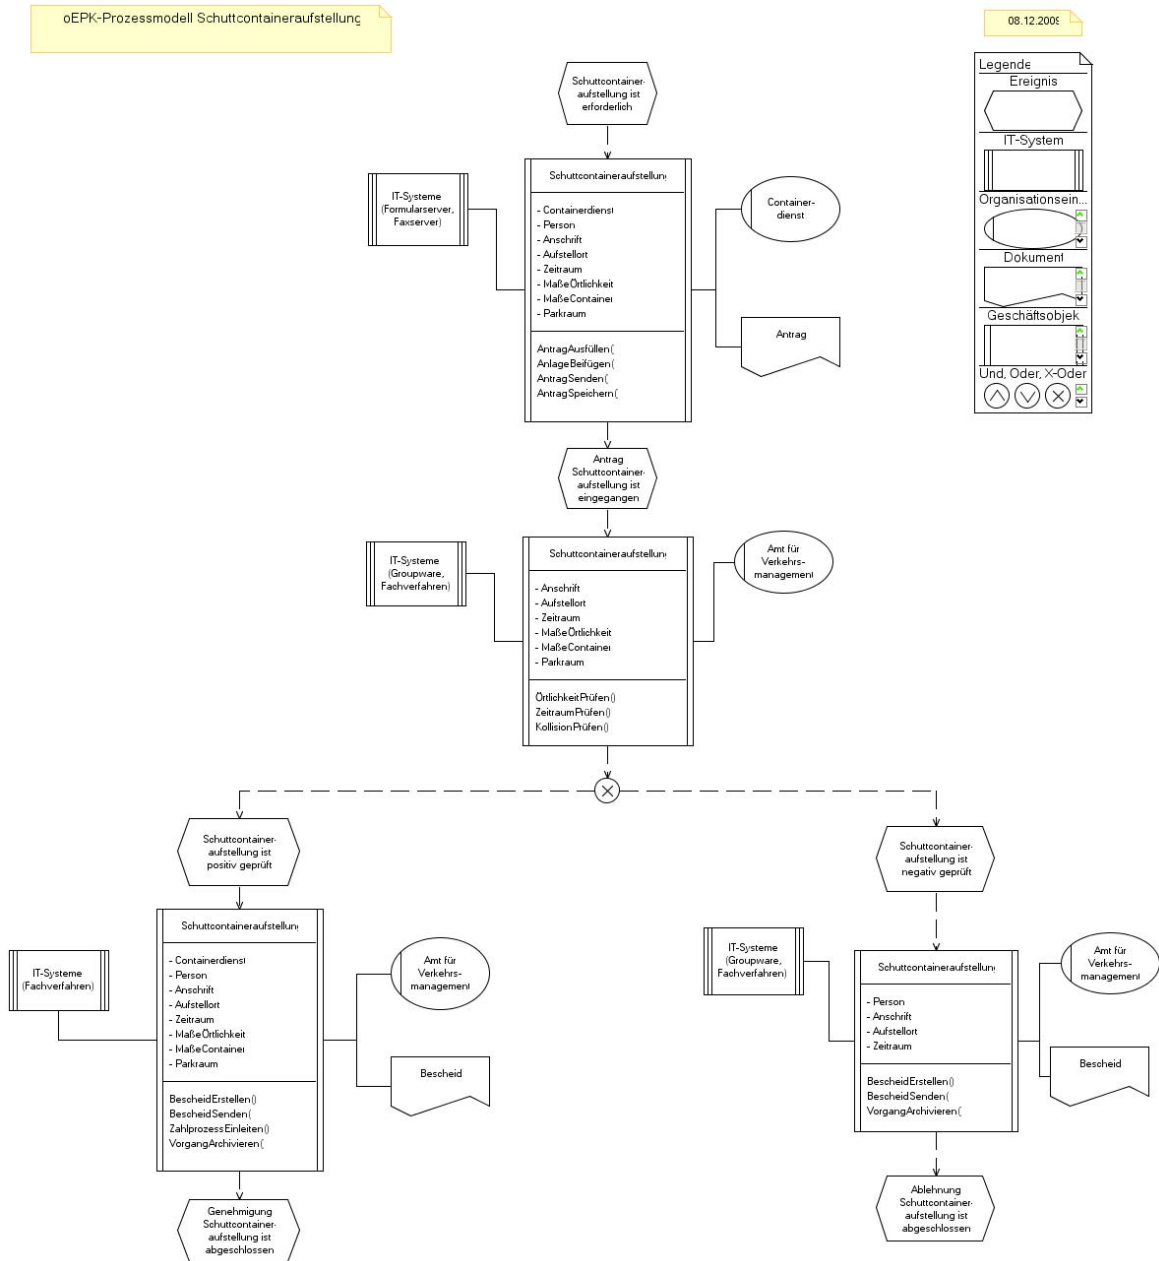 oEPK-Prozessmodell Schuttcontaineraufstellung
08.12.2009
Legende
Ereignis
IT-System
Organisationsein...
Dokument
Geschäftsobjek
Und, Oder, X-Oder
Schuttcontainer-
aufstellung ist
erforderlich
IT-Systeme
(Formularserver,
Faxserver)
Schuttcontaineraufstellung
- Containerdienst
- Person
- Anschrift
- Aufstellort
- Zeitraum
- MaßeÖrtlichkeit
- MaßeContainer
- Parkraum
AntragAusfüllen(
AnlageBeifügen(
AntragSenden(
AntragSpeichern(
Container-
dienst
Antrag
Antrag
Schuttcontainer-
aufstellung ist
eingegangen
IT-Systeme
(Groupware,
Fachverfahren)
Schuttcontaineraufstellung
- Anschrift
- Aufstellort
- Zeitraum
- MaßeÖrtlichkeit
- MaßeContainer
- Parkraum
ÖrtlichkeitPrüfen()
ZeitraumPrüfen()
KollisionPrüfen()
Amt für
Verkehrs-
management
Schuttcontainer-
aufstellung ist
positiv geprüft
IT-Systeme
(Fachverfahren)
Schuttcontaineraufstellung
- Containerdienst
- Person
- Anschrift
- Aufstellort
- Zeitraum
- MaßeÖrtlichkeit
- MaßeContainer
- Parkraum
BescheidErstellen()
BescheidSenden(
ZahlprozessEinleiten()
VorgangArchivieren(
Amt für
Verkehrs-
management
Bescheid
Genehmigung
Schuttcontainer-
aufstellung ist
abgeschlossen
Schuttcontainer-
aufstellung ist
negativ geprüft
IT-Systeme
(Groupware,
Fachverfahren)
Schuttcontaineraufstellung
- Person
- Anschrift
- Aufstellort
- Zeitraum
BescheidErstellen()
BescheidSenden(
VorgangArchivieren(
Amt für
Verkehrs-
management
Bescheid
Ablehnung
Schuttcontainer-
aufstellung ist
abgeschlossen